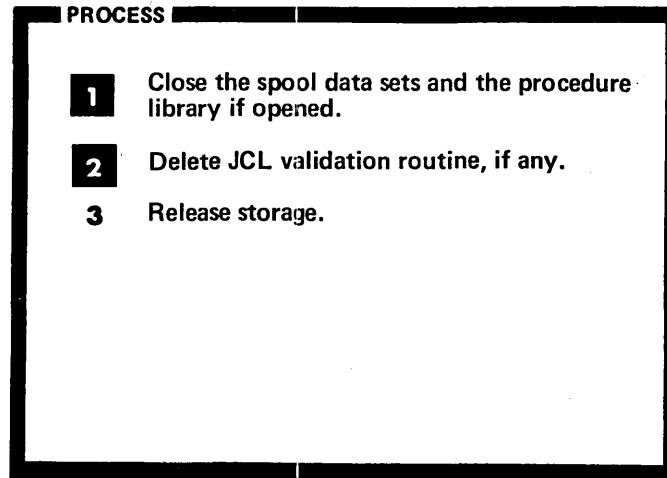 PROCESS
1 Close the spool data sets and the procedure
library if opened.
2 Delete JCL validation routine, if any.
3 Release storage.